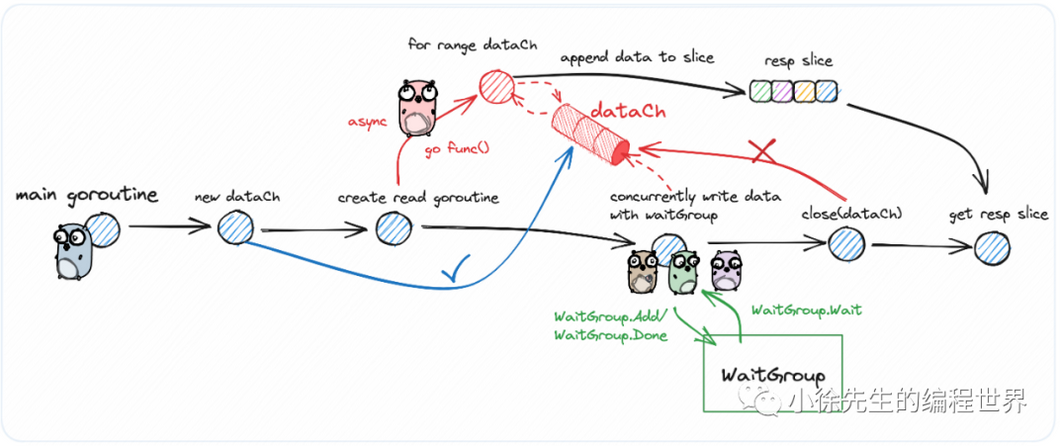 for range dataCh
append data to slice
resp slice
async
dataCh
go func()
main goroutine
new dataCh
create read goroutine
concurrently write data
with waitGroup
close(dataCh)
get resp slice
WaitGroup.Add/
WaitGroup.Done
WaitGroup.Wait
WaitGroup
小徐先生的编程世界